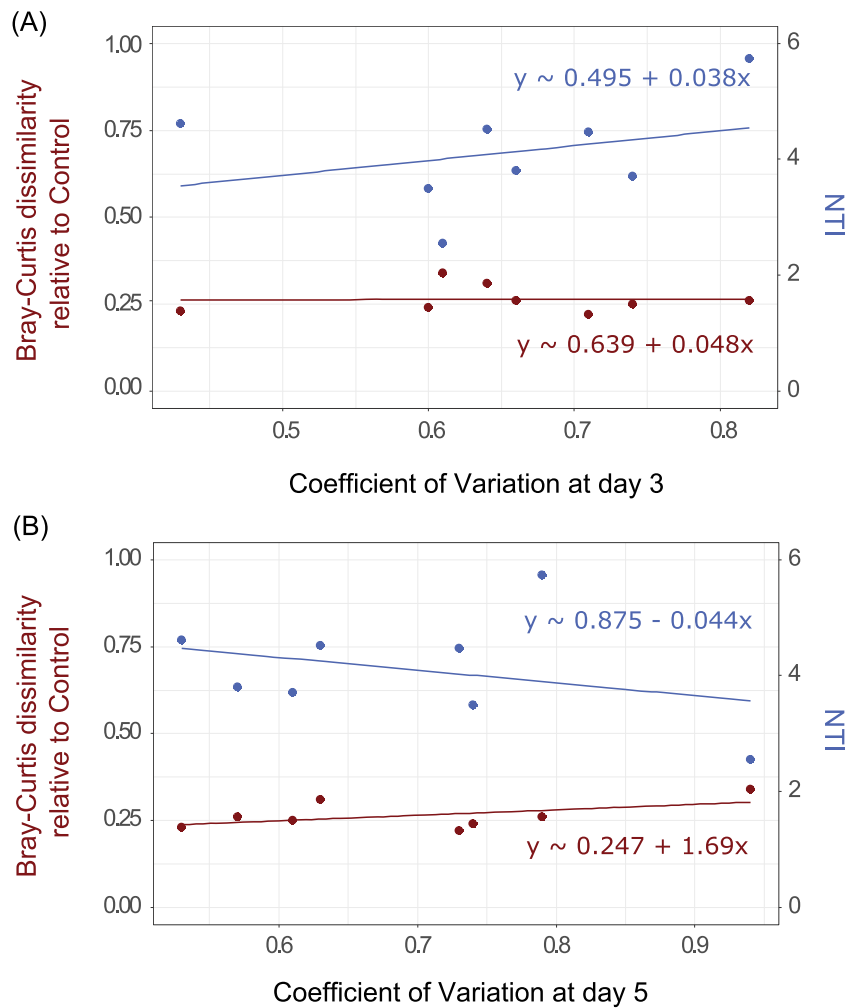 (A)
Bray-Curtis dissimilarity
relative to Control
1.00
0.75
0.50
0.25
0.00
y ~ 0.495 + 0.038x
y ~ 0.639 + 0.048x
6
4
2
0
NTI
0.5
0.6
0.7
0.8
Coefficient of Variation at day 3
(B)
Bray-Curtis dissimilarity
relative to Control
1.00
0.75
0.50
0.25
0.00
y ~ 0.875 - 0.044x
y ~ 0.247 + 1.69x
6
4
2
0
NTI
0.6
0.7
0.8
0.9
Coefficient of Variation at day 5